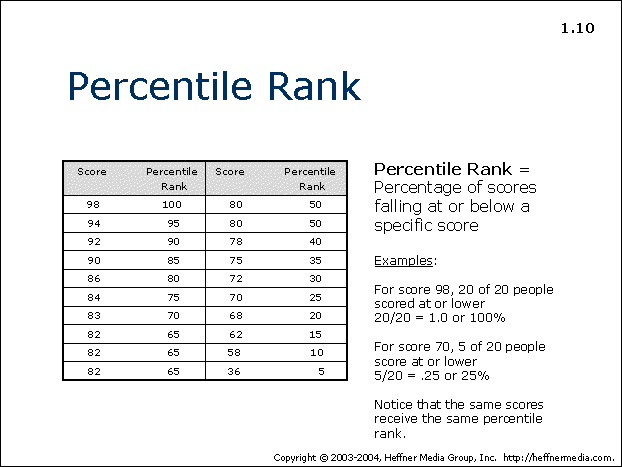 1.10
Percentile Rank
Score Percentile Rank Score Percentile Rank
98 100 80 50
94 95 80 50
92 90 78 40
90 85 75 35
86 80 72 30
84 75 70 25
83 70 68 20
82 65 62 15
82 65 58 10
82 65 36 5
Percentile Rank =
Percentage of scores
falling at or below a
specific score
Examples:
For score 98, 20 of 20 people
scored at or lower
20/20 = 1.0 or 100%
For score 70, 5 of 20 people
score at or lower
5/20 = .25 or 25%
Notice that the same scores
receive the same percentile
rank.
Copyright © 2003-2004, Heffner Media Group, Inc. http://heffnermedia.com.